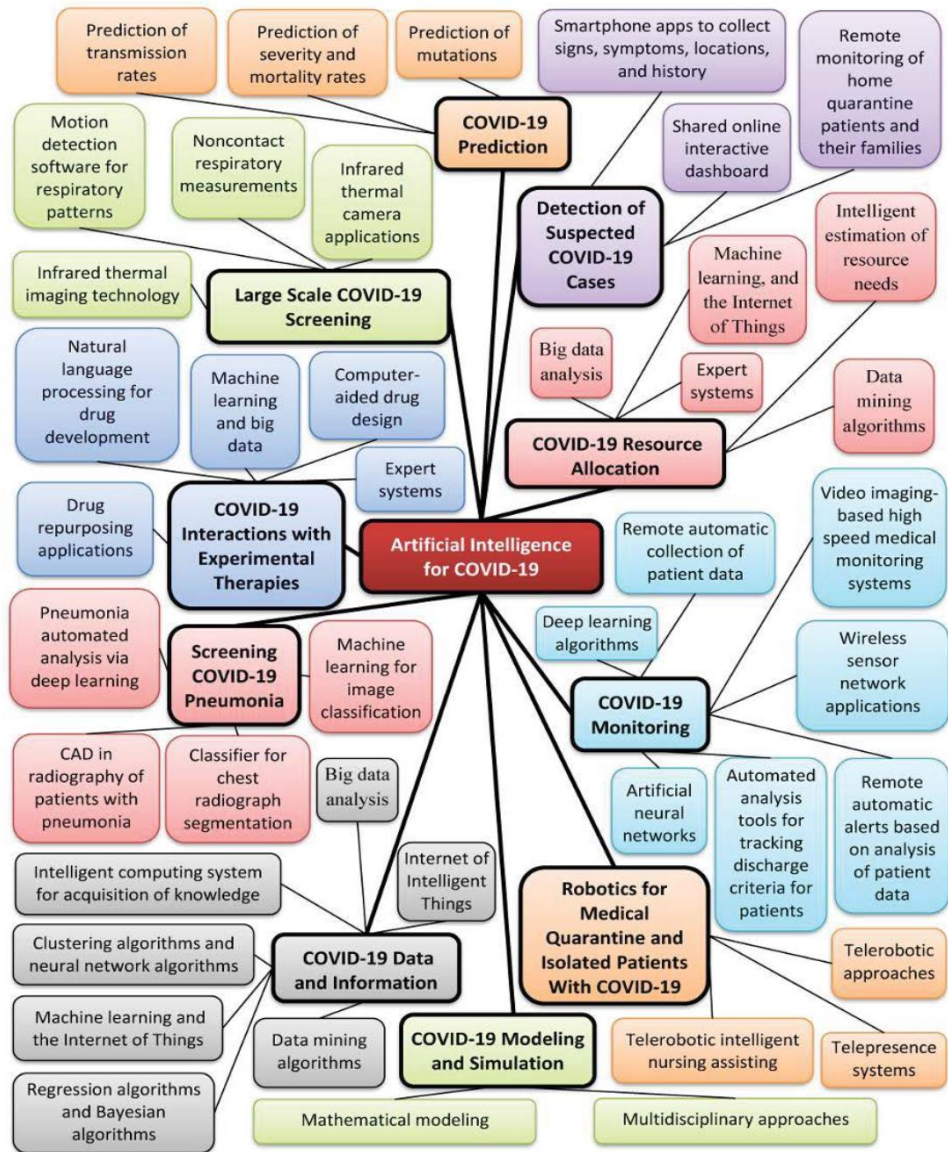 Prediction of
transmission
rates
Prediction of
severity and
mortality rates
Prediction of
mutations
COVID-19
Prediction
Smartphone apps to collect
signs, symptoms, locations,
and history
Remote
monitoring of
home
quarantine
patients and
their families
Shared online
interactive
dashboard
Detection of
Suspected
COVID-19
Cases
Motion
detection
software for
respiratory
patterns
Noncontact
respiratory
measurements
Infrared
thermal
camera
applications
Infrared thermal
imaging technology
Large Scale COVID-19
Screening
Machine
learning, and
the Internet
of Things
Intelligent
estimation of
resource
needs
Big data
analysis
Expert
systems
Data
mining
algorithms
COVID-19 Resource
Allocation
Natural
language
processing for
drug
development
Machine
learning
and big
data
Computer-
aided drug
design
Expert
systems
Drug
repurposing
applications
COVID-19
Interactions with
Experimental
Therapies
Artificial Intelligence
for COVID-19
Remote automatic
collection of
patient data
Video imaging-
based high
speed medical
monitoring
systems
Deep learning
algorithms
Wireless
sensor
network
applications
COVID-19
Monitoring
Artificial
neural
networks
Automated
analysis
tools for
tracking
discharge
criteria for
patients
Remote
automatic
alerts based
on analysis
of patient
data
Pneumonia
automated
analysis via
deep learning
Screening
COVID-19
Pneumonia
Machine
learning for
image
classification
CAD in
radiography of
patients with
pneumonia
Classifier for
chest
radiograph
segmentation
Big data
analysis
Intelligent computing system
for acquisition of knowledge
Internet of
Intelligent
Things
Clustering algorithms and
neural network algorithms
COVID-19 Data
and Information
Machine learning and
the Internet of Things
Data mining
algorithms
Regression algorithms
and Bayesian
algorithms
Robotics for
Medical
Quarantine and
Isolated Patients
With COVID-19
Telerobotic
approaches
Telerobotic intelligent
nursing assisting
Telepresence
systems
COVID-19 Modeling
and Simulation
Mathematical modeling
Multidisciplinary approaches